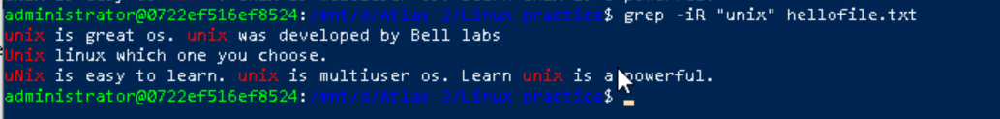 administrator@0722ef516ef8524:/mnt/d/Atlas 2/Linux practice$ grep -iR "unix" hellofile.txt
unix is great os. unix was developed by Bell labs
Unix linux which one you choose.
uNix is easy to learn. unix is multiuser os. Learn unix is a powerful.
administrator@0722ef516ef8524:/mnt/d/Atlas 2/Linux practice$